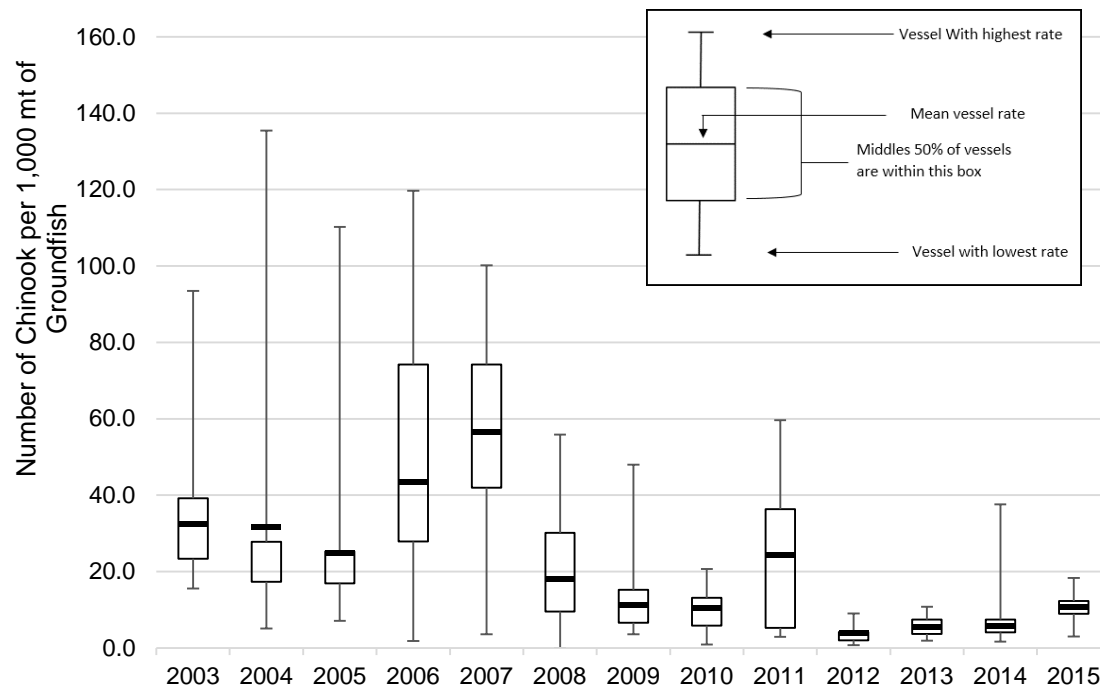 Number of Chinook per 1,000 mt of
Groundfish
160.0
140.0
120.0
100.0
80.0
60.0
40.0
20.0
0.0
Vessel With highest rate
Mean vessel rate
Middles 50% of vessels
are within this box
Vessel with lowest rate
2003 2004 2005 2006 2007 2008 2009 2010 2011 2012 2013 2014 2015